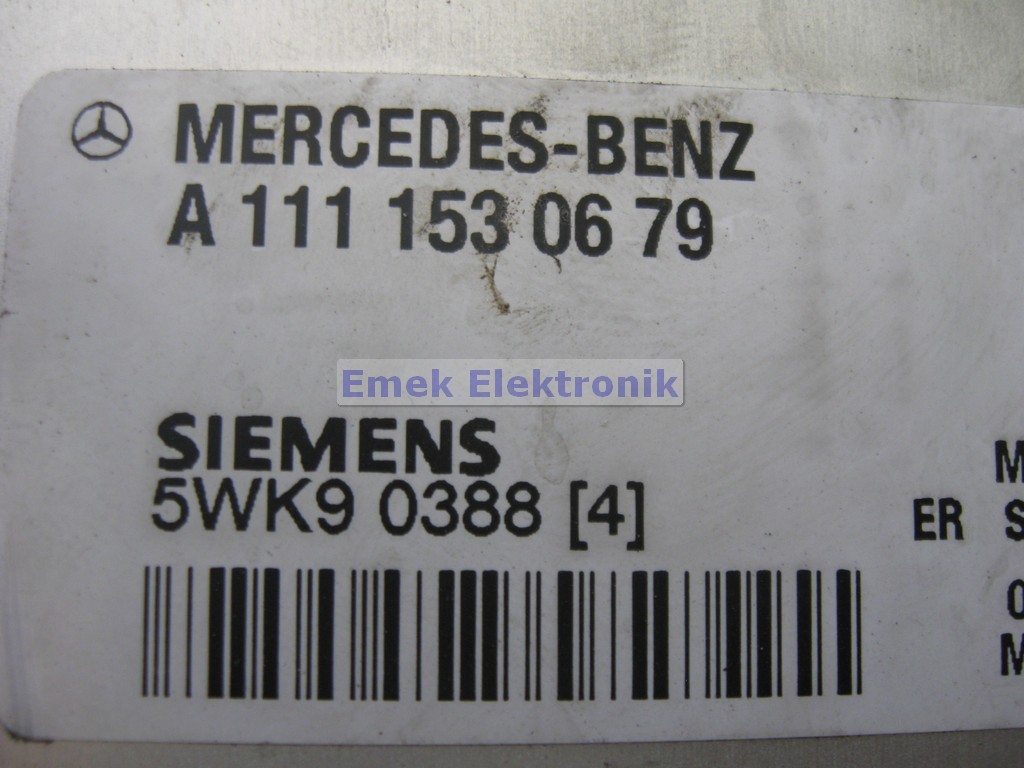 MERCEDES-BENZ
A 111 153 06 79
Emek Elektronik
SIEMENS
5WK9 0388 [4]
ER